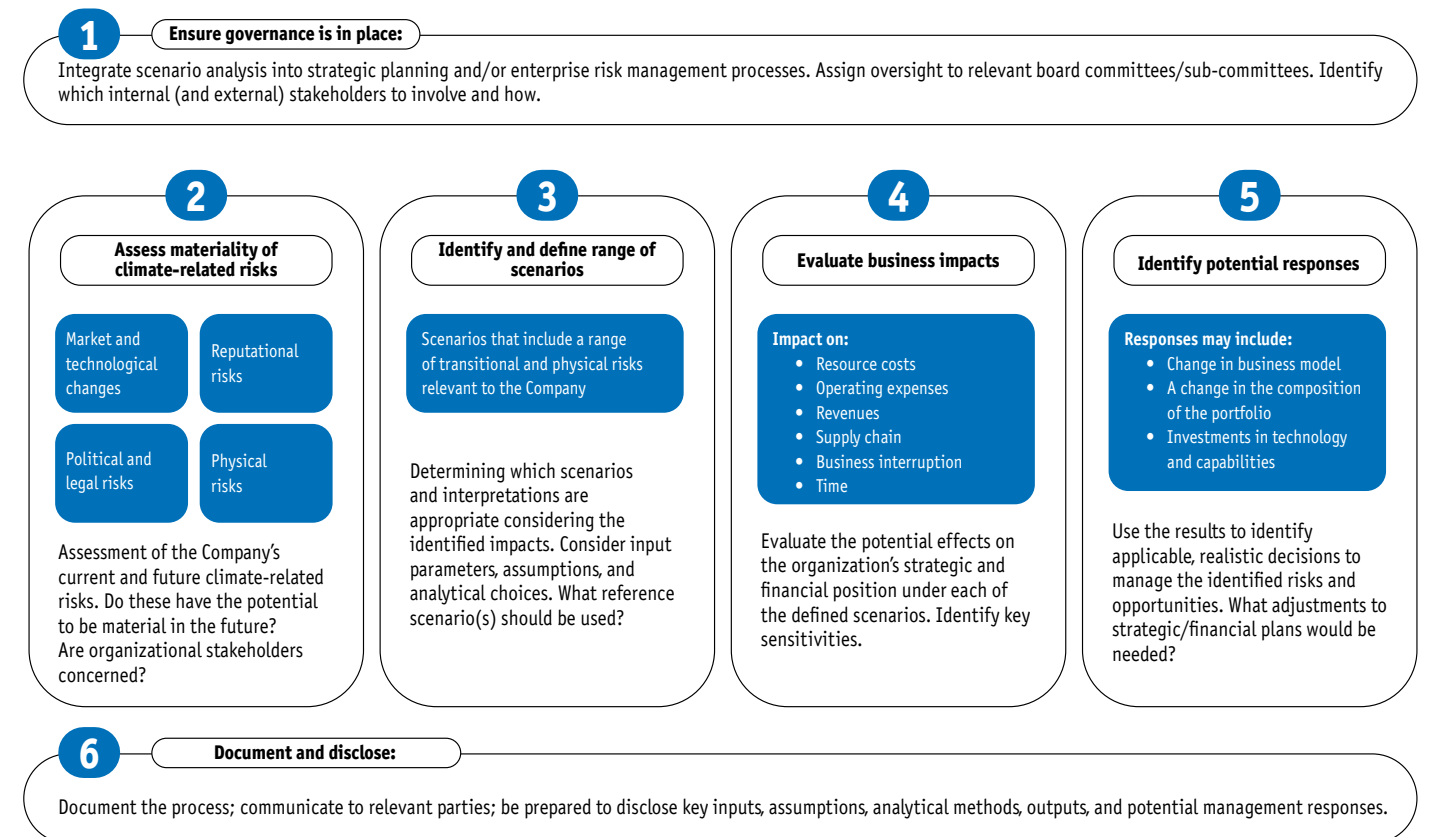 1
Ensure governance is in place:
Integrate scenario analysis into strategic planning and/or enterprise risk management processes. Assign oversight to relevant board committees/sub-committees. Identify
which internal (and external) stakeholders to involve and how.
2
Assess materiality of
climate-related risks
Market and
technological
changes
Reputational
risks
Political and
legal risks
Physical
risks
Assessment of the Company's
current and future climate-related
risks. Do these have the potential
to be material in the future?
Are organizational stakeholders
concerned?
3
Identify and define range of
scenarios
Scenarios that include a range
of transitional and physical risks
relevant to the Company
Determining which scenarios
and interpretations are
appropriate considering the
identified impacts. Consider input
parameters, assumptions, and
analytical choices. What reference
scenario(s) should be used?
4
Evaluate business impacts
Impact on:
• Resource costs
• Operating expenses
• Revenues
• Supply chain
• Business interruption
• Time
Evaluate the potential effects on
the organization's strategic and
financial position under each of
the defined scenarios. Identify key
sensitivities.
5
Identify potential responses
Responses may include:
• Change in business model
• A change in the composition
of the portfolio
• Investments in technology
and capabilities
Use the results to identify
applicable, realistic decisions to
manage the identified risks and
opportunities. What adjustments to
strategic/financial plans would be
needed?
6
Document and disclose:
Document the process; communicate to relevant parties; be prepared to disclose key inputs, assumptions, analytical methods, outputs, and potential management responses.